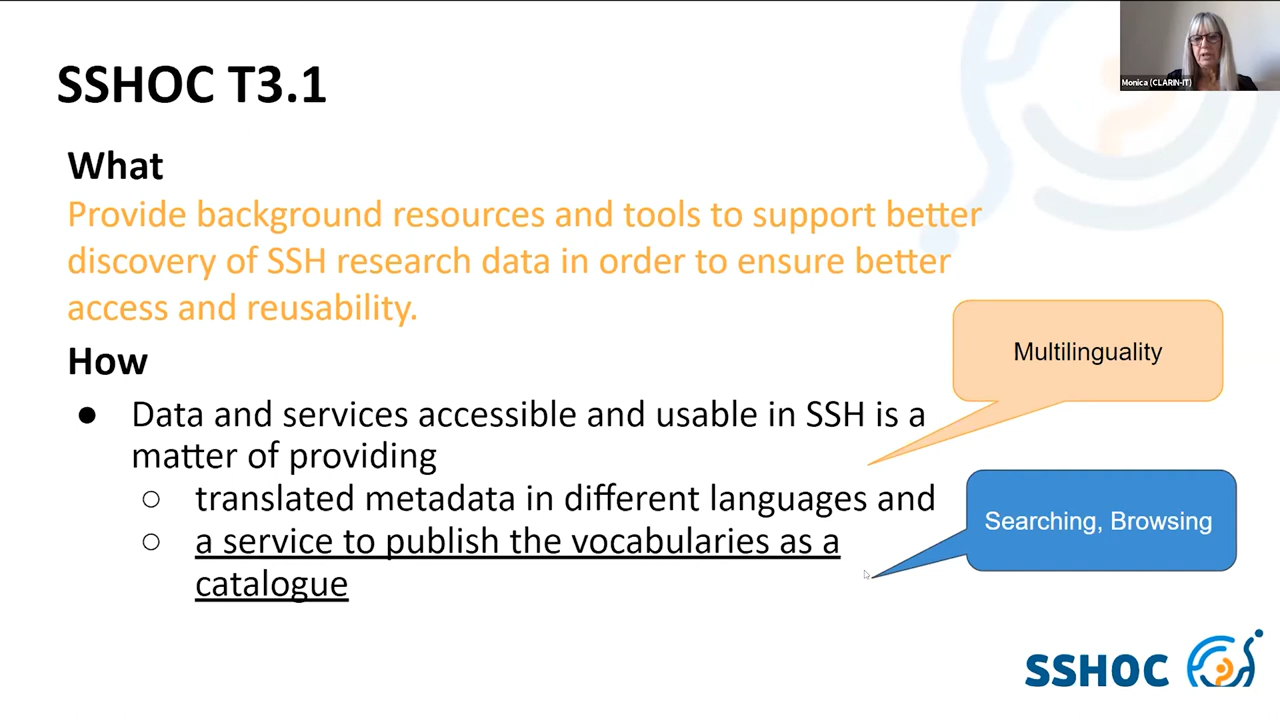 SSHOC T3.1
Monica (CLARIN-IT)
What
Provide background resources and tools to support better
discovery of SSH research data in order to ensure better
access and reusability.
How
● Data and services accessible and usable in SSH is a
matter of providing
○ translated metadata in different languages and
○ a service to publish the vocabularies as a
catalogue
Multilinguality
Searching, Browsing
SSHOC